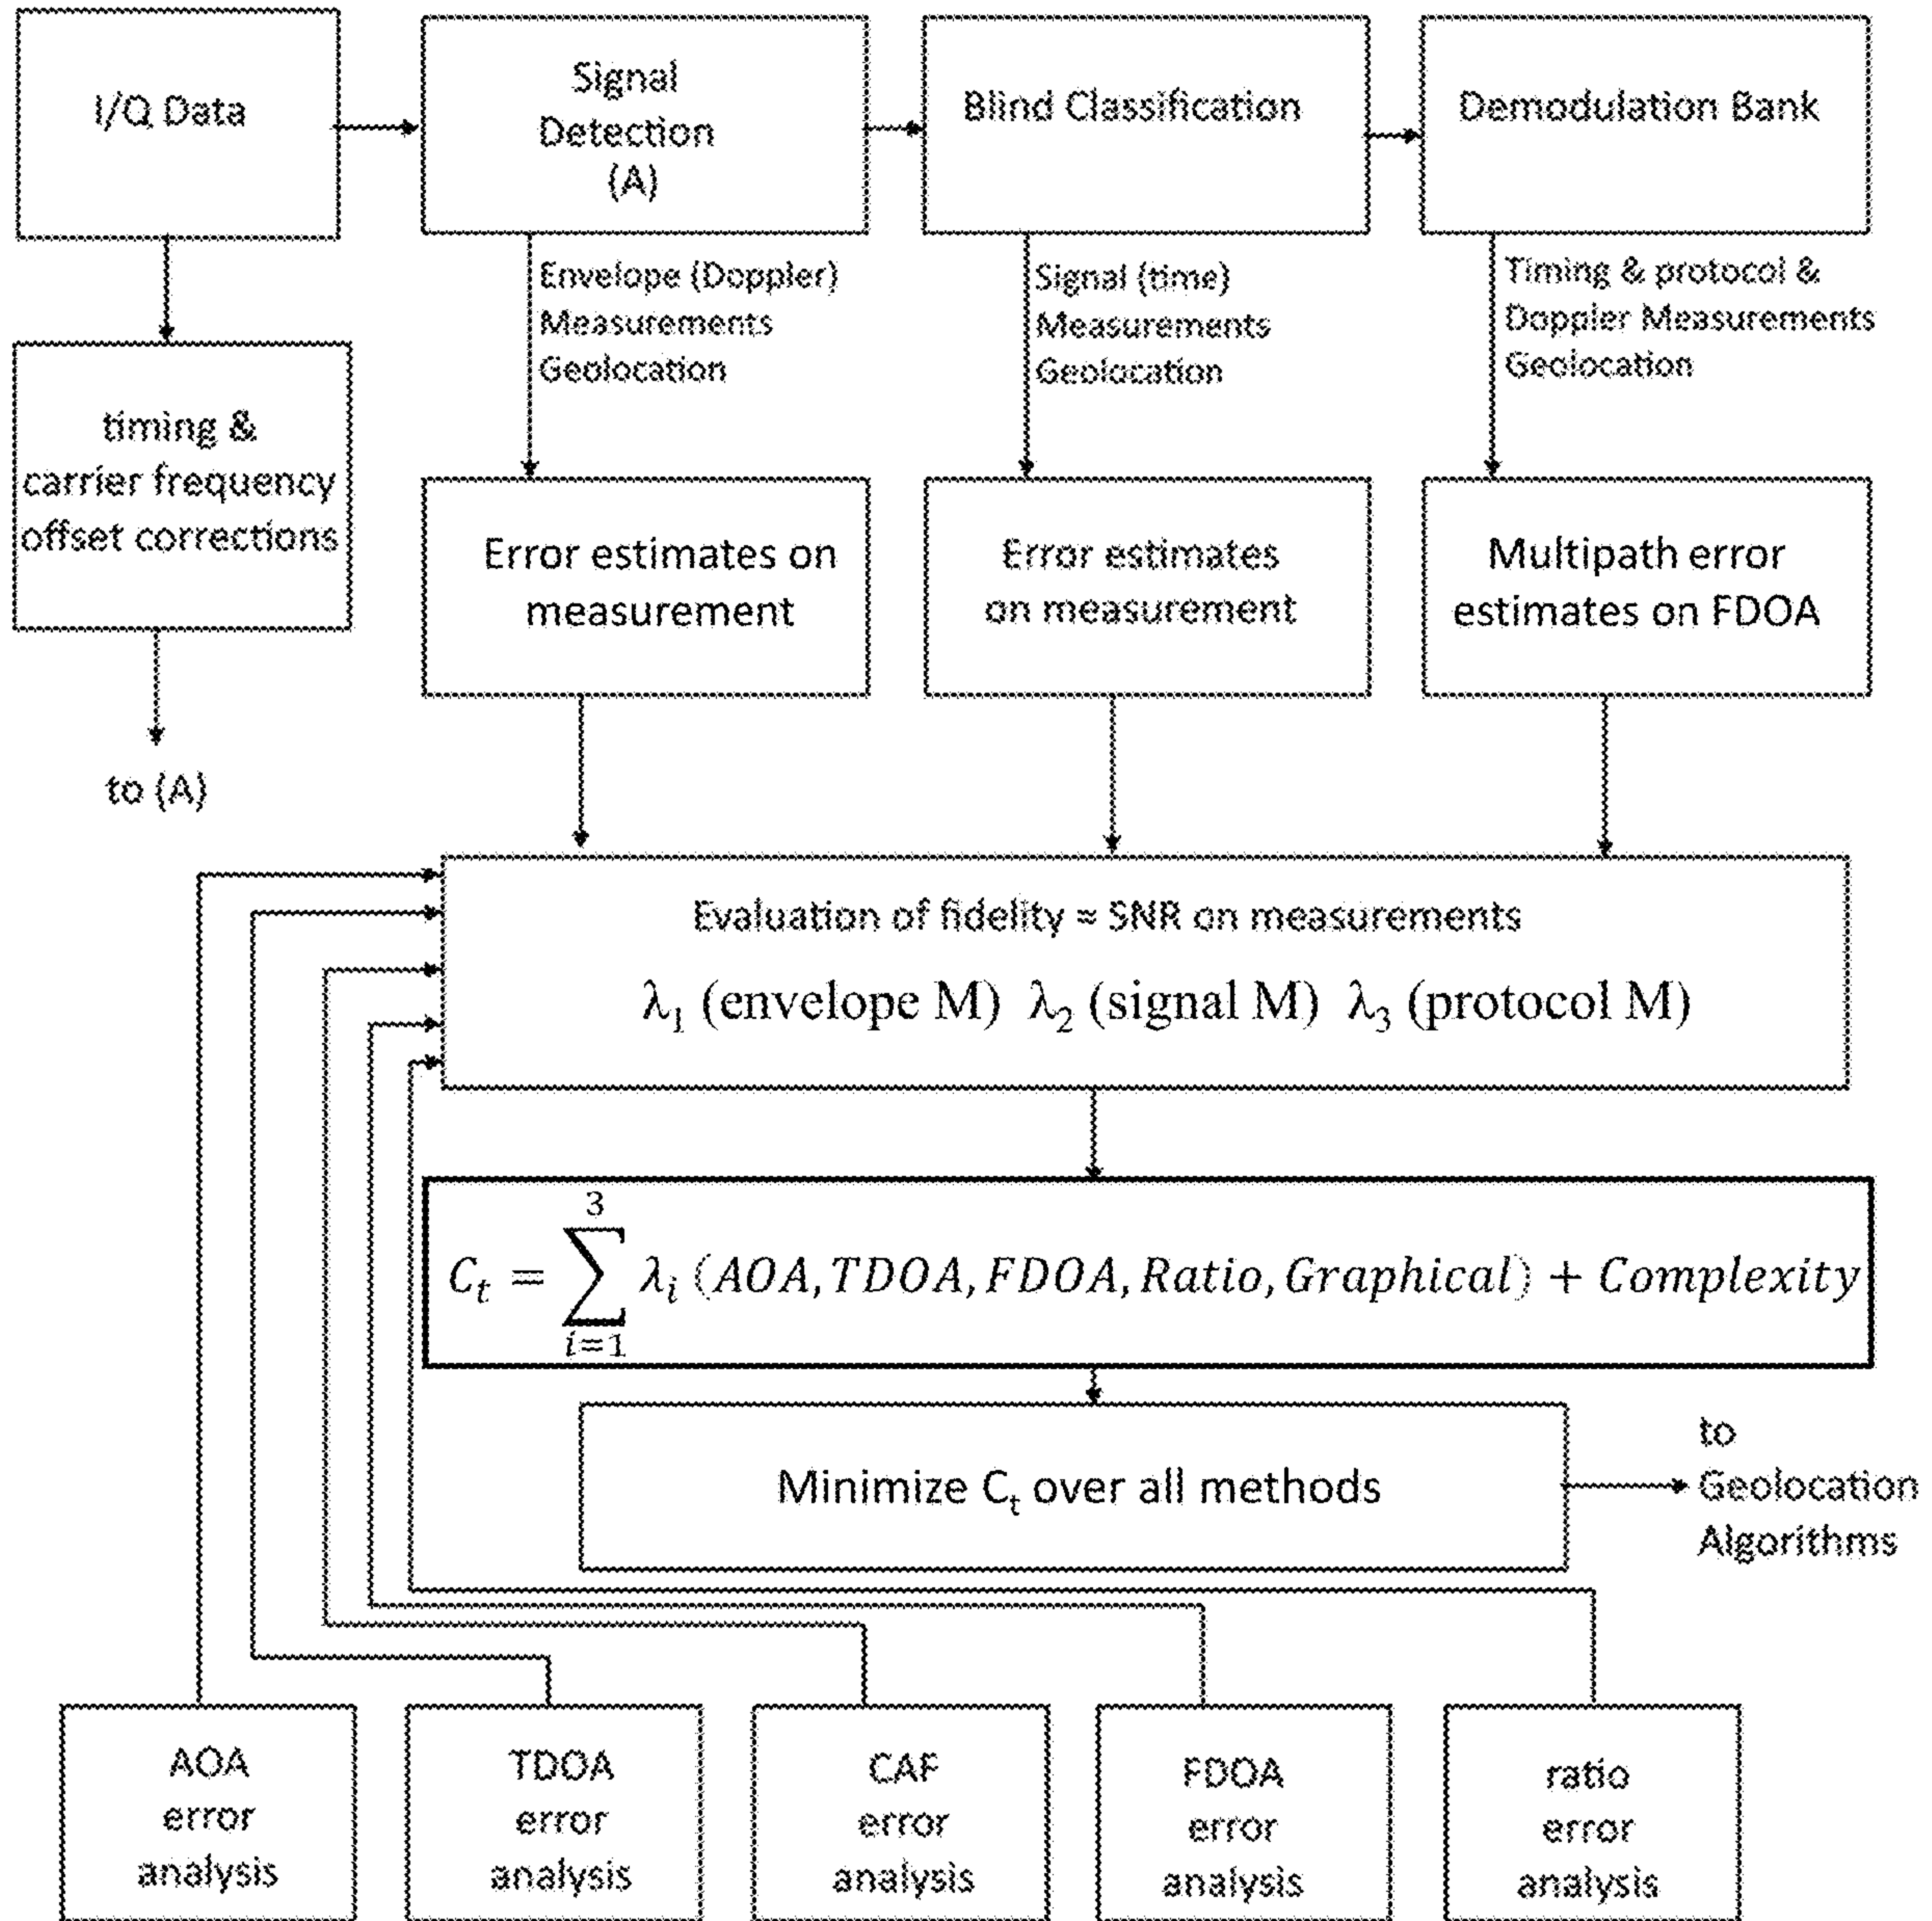 I/Q Data
Signal
Detection
(A)
Blind Classification
Demodulation Bank
Envelope (Doppler)
Measurements
Geolocation
Signal (time)
Measurements
Geolocation
Timing & protocol &
Doppler Measurements
Geolocation
timing &
carrier frequency
offset corrections
to (A)
Error estimates on
measurement
Error estimates
on measurement
Multipath error
estimates on FDOA
Evaluation of fidelity ≈ SNR on measurements
λ₁ (envelope M) λ₂ (signal M) λ₃ (protocol M)
Cₜ = ∑_{i=1}^{3} λᵢ (AOA, TDOA, FDOA, Ratio, Graphical) + Complexity
Minimize Cₜ over all methods
to
Geolocation
Algorithms
AOA
error
analysis
TDOA
error
analysis
CAF
error
analysis
FDOA
error
analysis
ratio
error
analysis